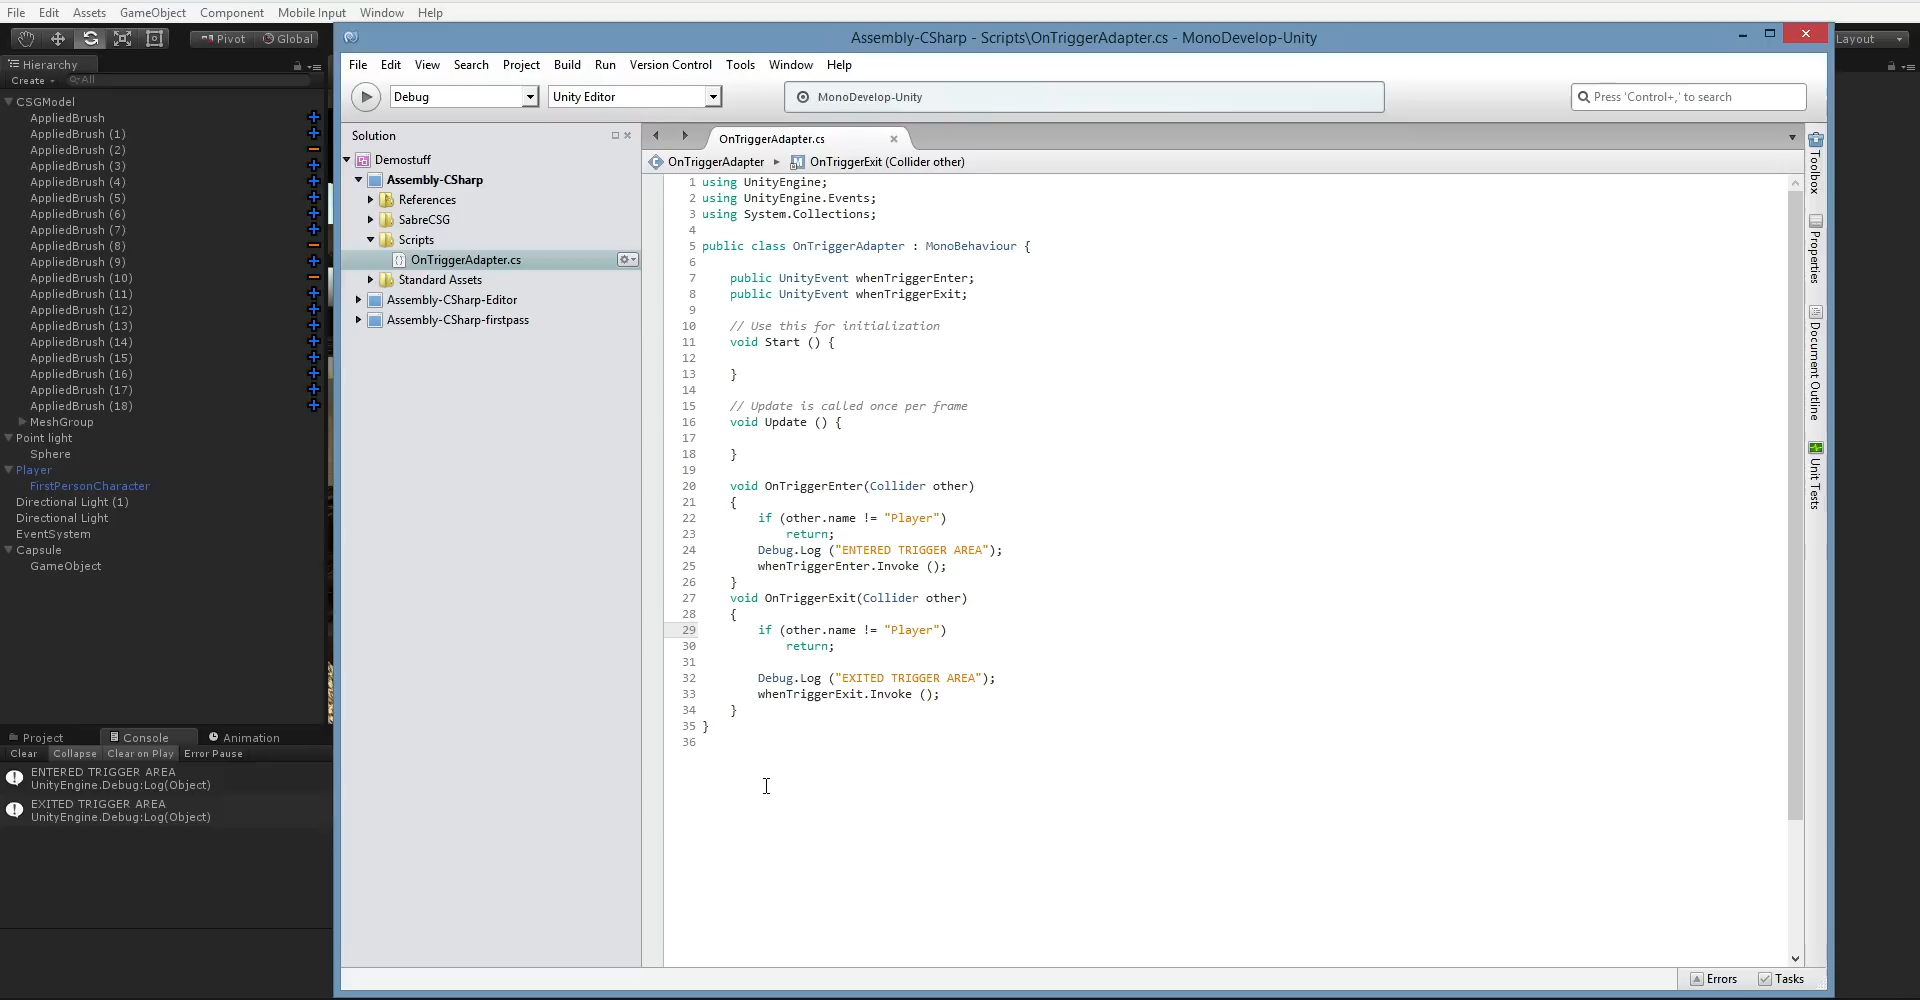 File Edit Assets GameObject Component Mobile Input Window Help
Pivot Global
Layout
Hierarchy
Create All
CSGModel
AppliedBrush
AppliedBrush (1)
AppliedBrush (2)
AppliedBrush (3)
AppliedBrush (4)
AppliedBrush (5)
AppliedBrush (6)
AppliedBrush (7)
AppliedBrush (8)
AppliedBrush (9)
AppliedBrush (10)
AppliedBrush (11)
AppliedBrush (12)
AppliedBrush (13)
AppliedBrush (14)
AppliedBrush (15)
AppliedBrush (16)
AppliedBrush (17)
AppliedBrush (18)
MeshGroup
Point light
Sphere
Player
FirstPersonCharacter
Directional Light (1)
Directional Light
EventSystem
Capsule
GameObject
Project Console Animation
Clear Collapse Clear on Play Error Pause
ENTERED TRIGGER AREA
UnityEngine.Debug:Log(Object)
EXITED TRIGGER AREA
UnityEngine.Debug:Log(Object)
Assembly-CSharp - Scripts\OnTriggerAdapter.cs - MonoDevelop-Unity
File Edit View Search Project Build Run Version Control Tools Window Help
Debug Unity Editor MonoDevelop-Unity Press 'Control+,' to search
Solution
Demostuff
Assembly-CSharp
References
SabreCSG
Scripts
OnTriggerAdapter.cs
Standard Assets
Assembly-CSharp-Editor
Assembly-CSharp-firstpass
OnTriggerAdapter.cs
OnTriggerAdapter OnTriggerExit (Collider other)
1 using UnityEngine;
2 using UnityEngine.Events;
3 using System.Collections;
4
5 public class OnTriggerAdapter : MonoBehaviour {
6
7 public UnityEvent whenTriggerEnter;
8 public UnityEvent whenTriggerExit;
9
10 // Use this for initialization
11 void Start () {
12
13 }
14
15 // Update is called once per frame
16 void Update () {
17
18 }
19
20 void OnTriggerEnter(Collider other)
21 {
22 if (other.name != "Player")
23 return;
24 Debug.Log ("ENTERED TRIGGER AREA");
25 whenTriggerEnter.Invoke ();
26 }
27 void OnTriggerExit(Collider other)
28 {
29 if (other.name != "Player")
30 return;
31
32 Debug.Log ("EXITED TRIGGER AREA");
33 whenTriggerExit.Invoke ();
34 }
35 }
36
Toolbox
Properties
Document Outline
Unit Tests
Errors Tasks